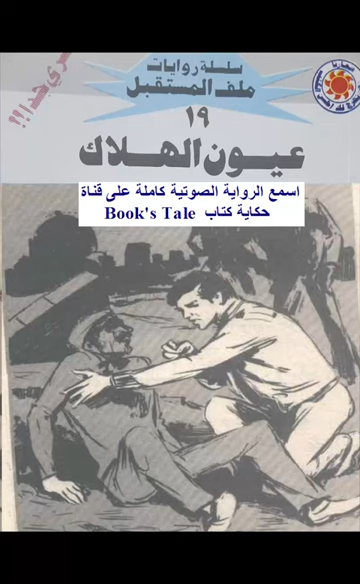 سلسلة روايات
ملف المستقبل
سري جدا!!
١٩
عيون الهلاك
اسمع الرواية الصوتية كاملة على قناة
حكاية كتاب Book's Tale